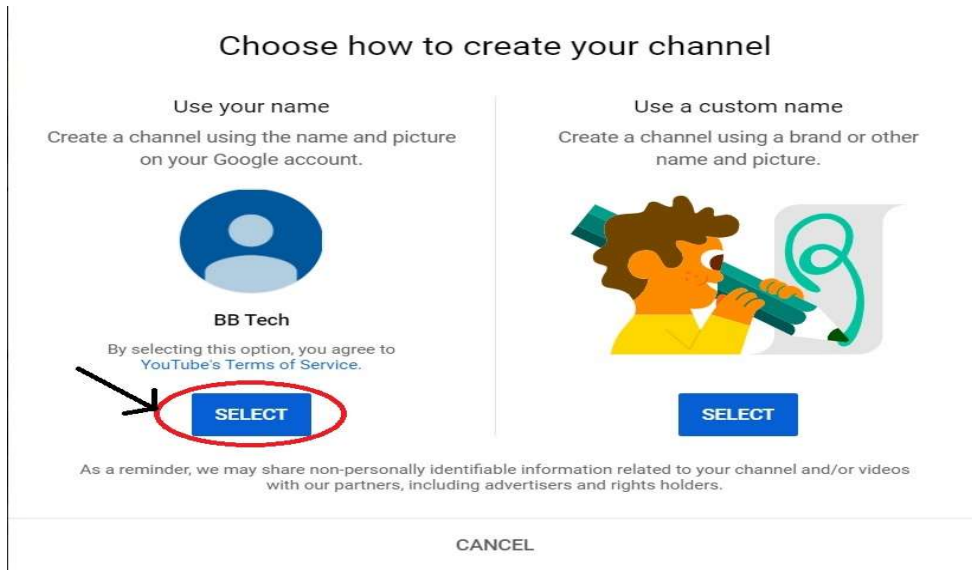 Choose how to create your channel
Use your name
Create a channel using the name and picture
on your Google account.
BB Tech
By selecting this option, you agree to
YouTube's Terms of Service.
SELECT
Use a custom name
Create a channel using a brand or other
name and picture.
SELECT
As a reminder, we may share non-personally identifiable information related to your channel and/or videos
with our partners, including advertisers and rights holders.
CANCEL